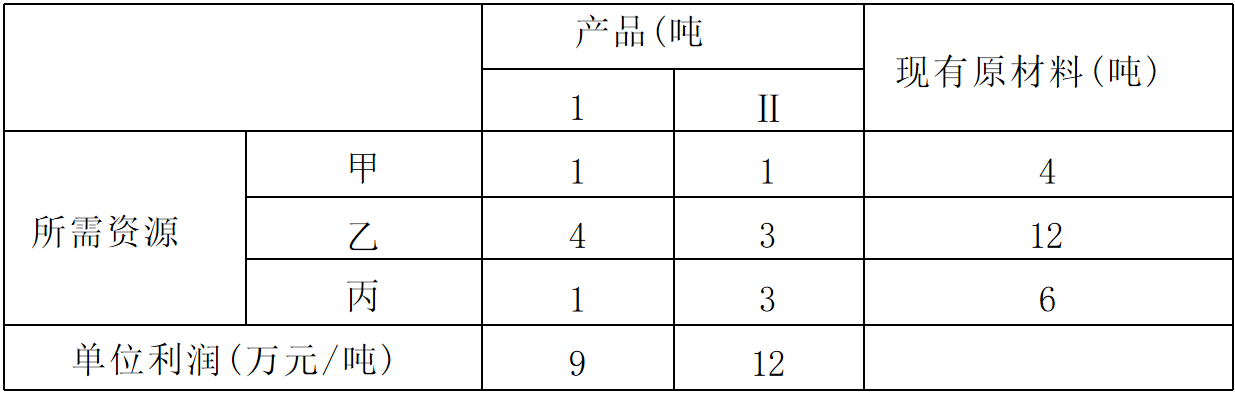 产品(吨
现有原材料(吨)
1 II
所需资源
甲 1 1 4
乙 4 3 12
丙 1 3 6
单位利润(万元/吨) 9 12